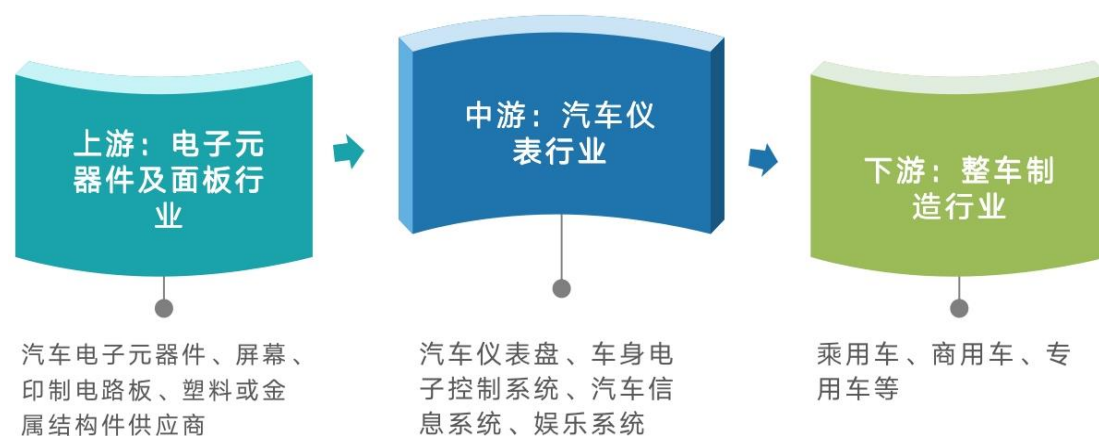 上游：电子元
器件及面板行
业
中游：汽车仪
表行业
下游：整车制
造行业
汽车电子元器件、屏幕、
印制电路板、塑料或金
属结构件供应商
汽车仪表盘、车身电
子控制系统、汽车信
息系统、娱乐系统
乘用车、商用车、专
用车等